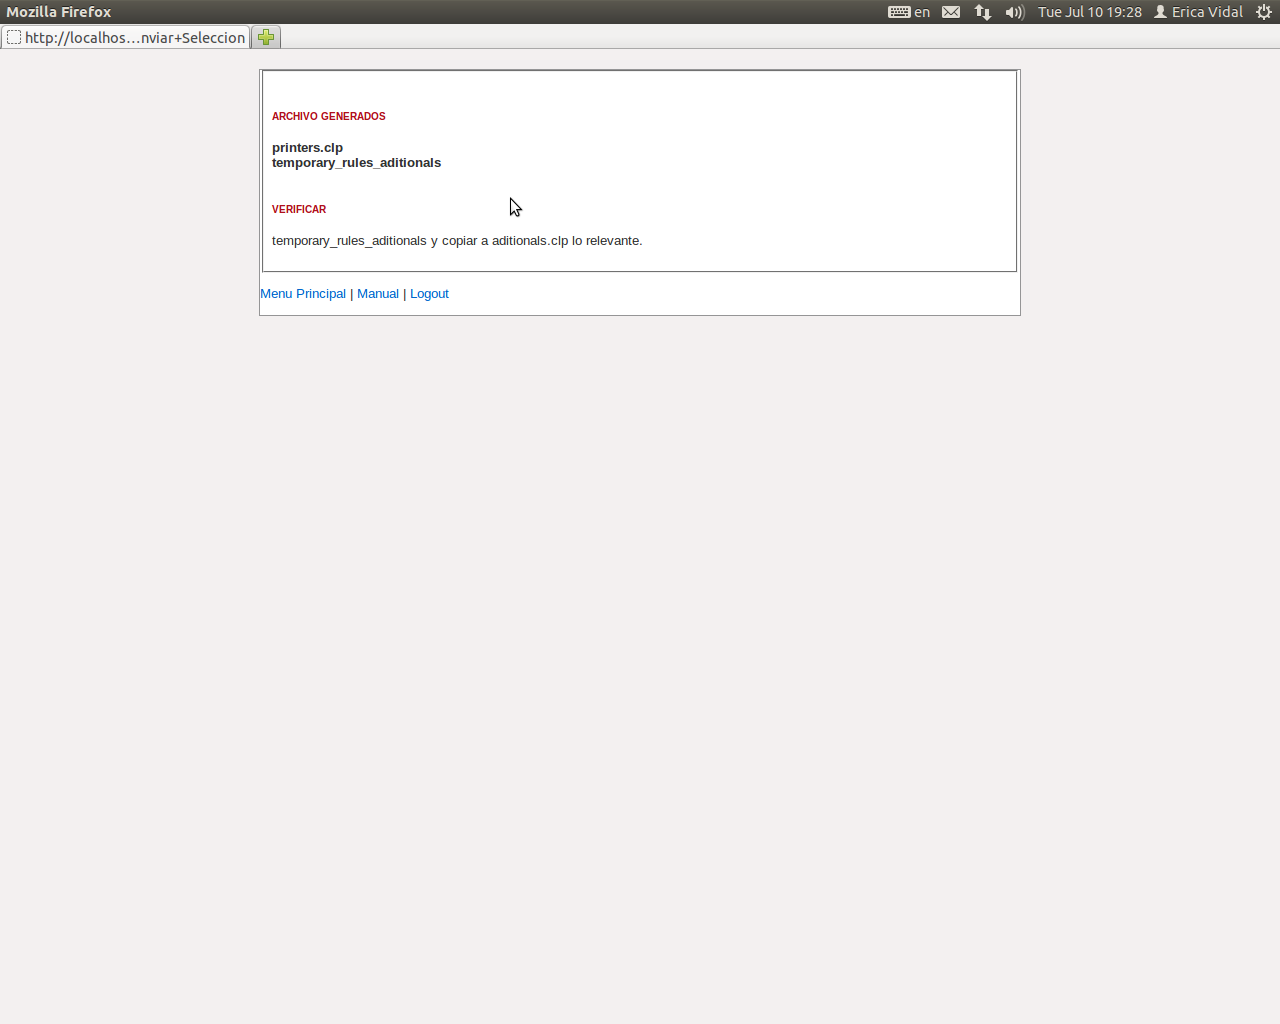 Mozilla Firefox
en
Tue Jul 10 19:28
Erica Vidal
http://localhos...nviar+Seleccion
ARCHIVO GENERADOS
printers.clp
temporary_rules_aditionals
VERIFICAR
temporary_rules_aditionals y copiar a aditionals.clp lo relevante.
Menu Principal | Manual | Logout